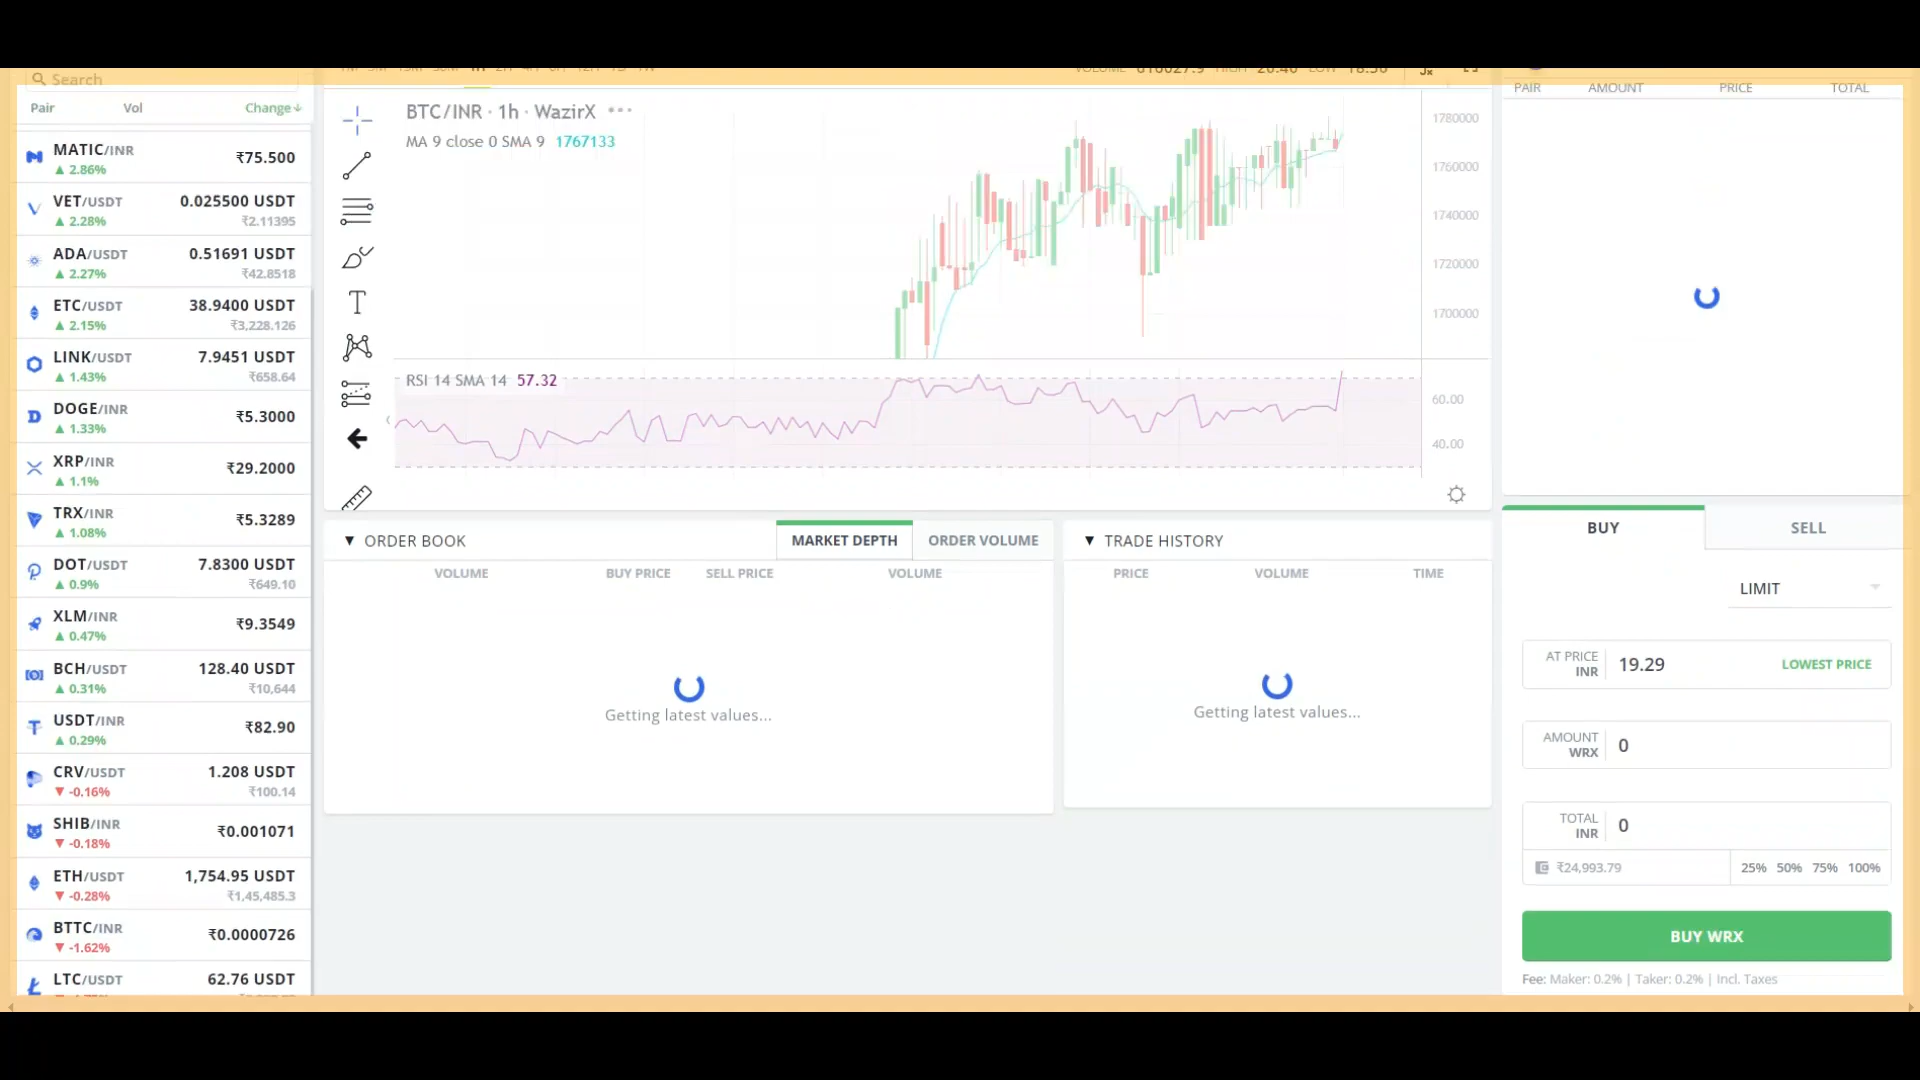 Search
VOLUME 610027.9 HIGH 20.40 LOW 18.50
Pair Vol Change
MATIC/INR ₹75.500
▲ 2.86%
VET/USDT 0.025500 USDT
▲ 2.28% ₹2.11395
ADA/USDT 0.51691 USDT
▲ 2.27% ₹42.8518
ETC/USDT 38.9400 USDT
▲ 2.15% ₹3,228.126
LINK/USDT 7.9451 USDT
▲ 1.43% ₹658.64
DOGE/INR ₹5.3000
▲ 1.33%
XRP/INR ₹29.2000
▲ 1.1%
TRX/INR ₹5.3289
▲ 1.08%
DOT/USDT 7.8300 USDT
▲ 0.9% ₹649.10
XLM/INR ₹9.3549
▲ 0.47%
BCH/USDT 128.40 USDT
▲ 0.31% ₹10,644
USDT/INR ₹82.90
▲ 0.29%
CRV/USDT 1.208 USDT
▼ -0.16% ₹100.14
SHIB/INR ₹0.001071
▼ -0.18%
ETH/USDT 1,754.95 USDT
▼ -0.28% ₹1,45,485.3
BTTC/INR ₹0.0000726
▼ -1.62%
LTC/USDT 62.76 USDT
BTC/INR · 1h · WazirX
MA 9 close 0 SMA 9 1767133
1780000
1760000
1740000
1720000
1700000
RSI 14 SMA 14 57.32
60.00
40.00
▼ ORDER BOOK MARKET DEPTH ORDER VOLUME
VOLUME BUY PRICE SELL PRICE VOLUME
Getting latest values...
▼ TRADE HISTORY
PRICE VOLUME TIME
Getting latest values...
PAIR AMOUNT PRICE TOTAL
BUY SELL
LIMIT
AT PRICE INR 19.29 LOWEST PRICE
AMOUNT WRX 0
TOTAL INR 0
₹24,993.79 25% 50% 75% 100%
BUY WRX
Fee: Maker: 0.2% | Taker: 0.2% | Incl. Taxes